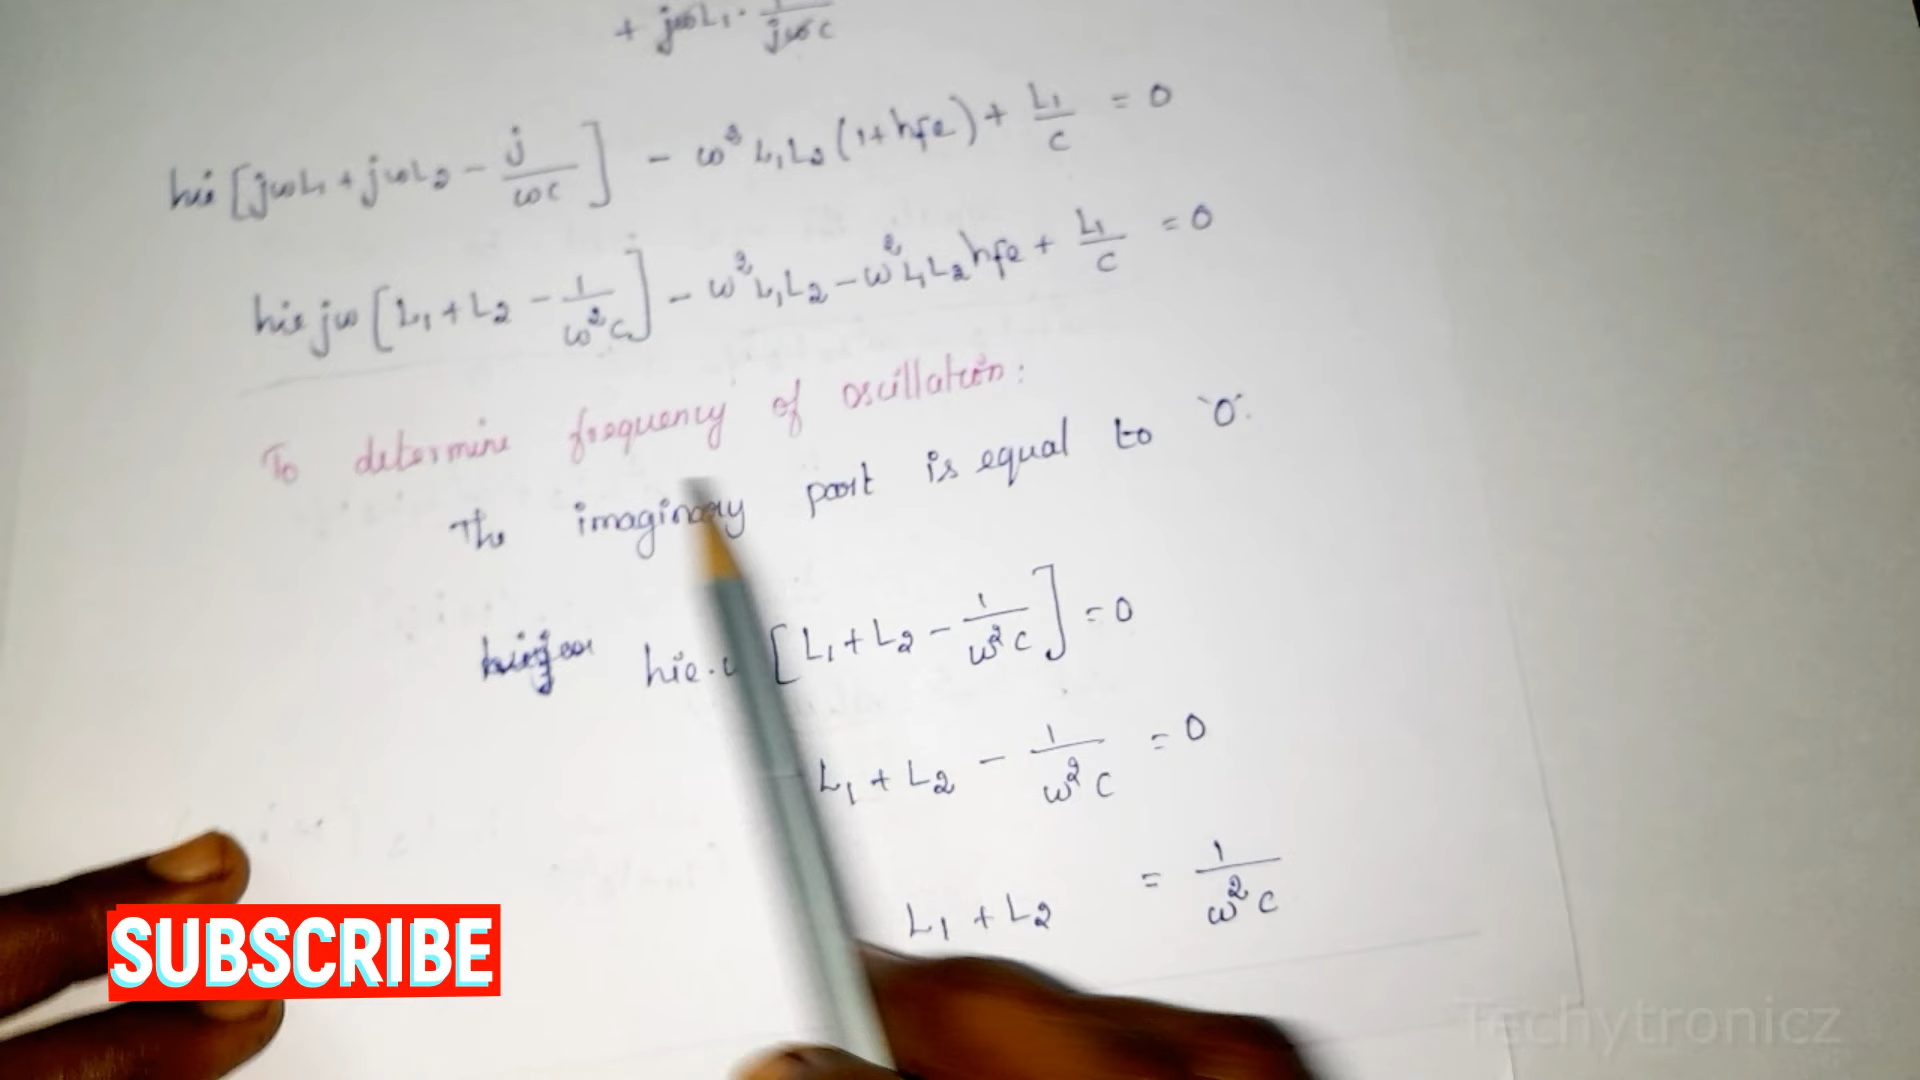 + jωL₁ · 1/jωc
hie [jωL₁ + jωL₂ - j/ωc] - ω² L₁L₂ (1+hfe) + L₁/c = 0
hie jω [L₁ + L₂ - 1/ω²c] - ω² L₁L₂ - ω² L₁L₂ hfe + L₁/c = 0
To determine frequency of oscillation:
The imaginary part is equal to '0'.
hie. [L₁ + L₂ - 1/ω²c] = 0
L₁ + L₂ - 1/ω²c = 0
L₁ + L₂ = 1/ω²c
SUBSCRIBE
Techytronicz